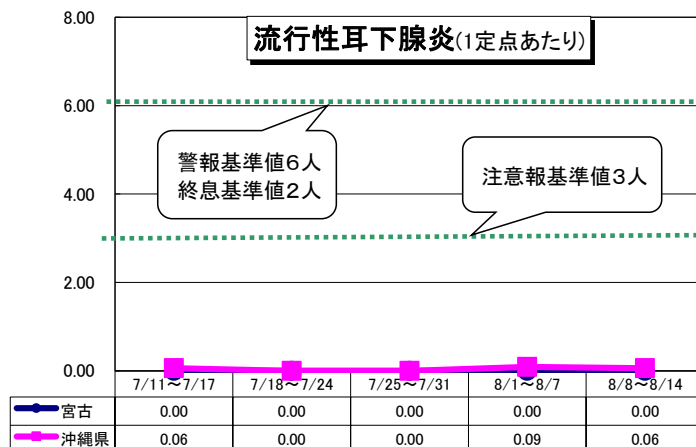 流行性耳下腺炎(1定点あたり)
8.00
6.00
警報基準値6人
終息基準値2人
注意報基準値3人
4.00
2.00
0.00
7/11～7/17 7/18～7/24 7/25～7/31 8/1～8/7 8/8～8/14
宮古 0.00 0.00 0.00 0.00 0.00
沖縄県 0.06 0.00 0.00 0.09 0.06